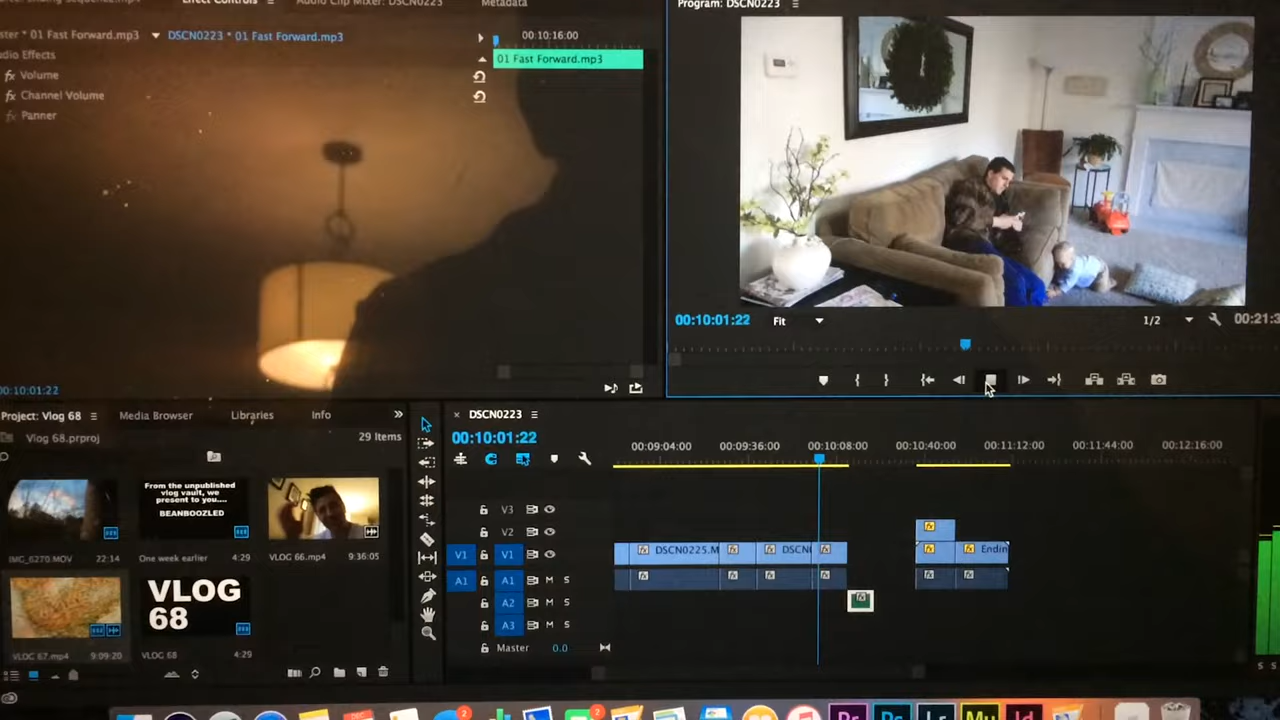 Effect Controls
Audio Clip Mixer: DSCN0223
Metadata
Program: DSCN0223
01 Fast Forward.mp3
DSCN0223 * 01 Fast Forward.mp3
00:10:16:00
01 Fast Forward.mp3
fx Volume
fx Channel Volume
fx Panner
00:10:01:22
Fit
1/2
00:10:01:22
Project: Vlog 68
Media Browser
Libraries
Info
Vlog 68.prproj
29 Items
From the unpublished
vlog vault, we
present to you....
BEANBOOZLED
IMG_6270.MOV
22:14
One week earlier
4:29
VLOG 66.mp4
9:36:05
VLOG
68
VLOG 67.mp4
9:09:20
VLOG 68
4:29
DSCN0223
00:10:01:22
00:09:04:00
00:09:36:00
00:10:08:00
00:10:40:00
00:11:12:00
00:11:44:00
00:12:16:00
V3
V2
V1
V1
DSCN0225.M
DSCN
Endin
A1
A1
M
S
A2
M
S
A3
M
S
Master
0.0
S
S
2
2
Pr
Ps
Lr
Mu
Id